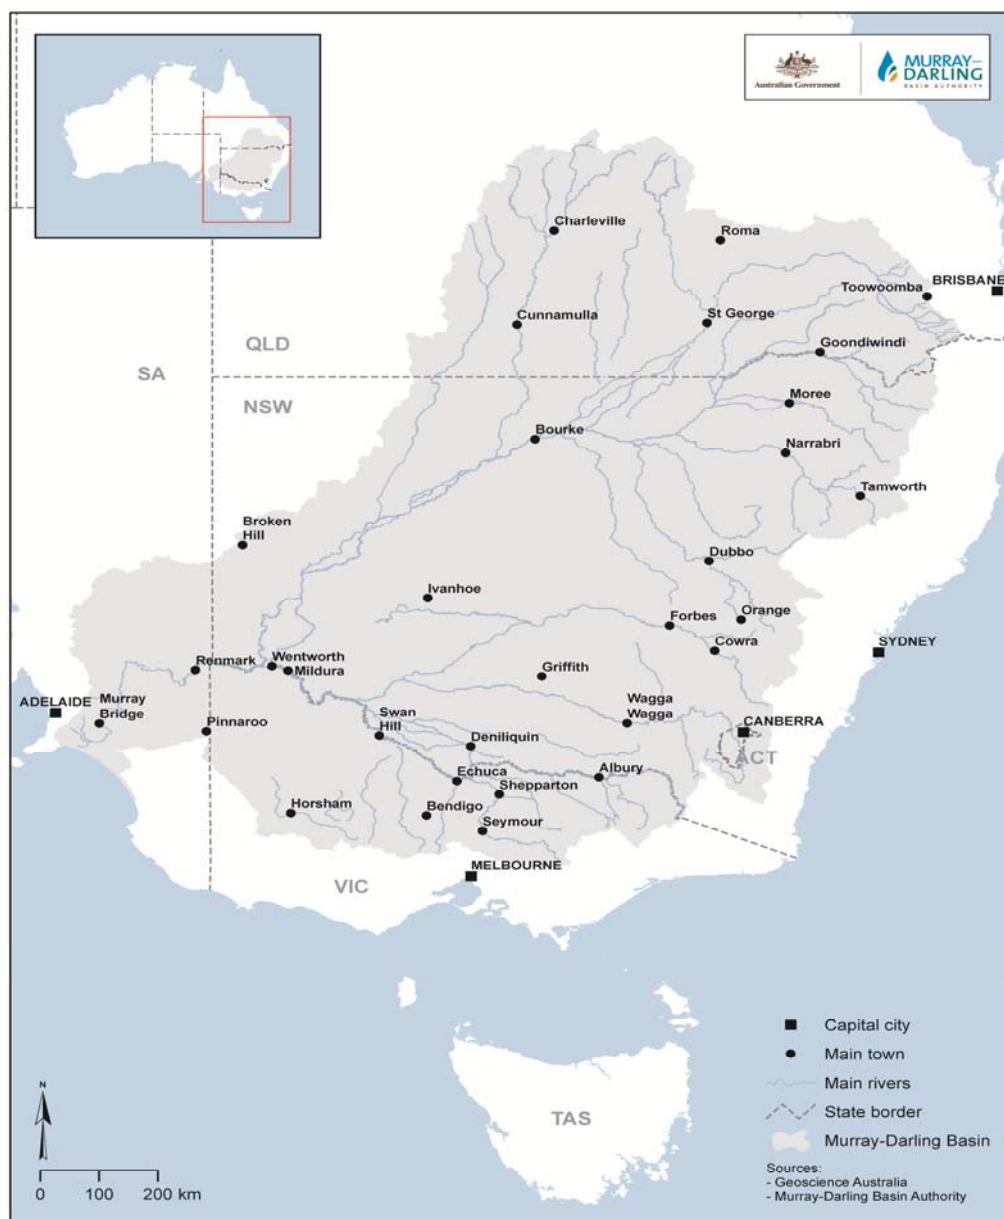 Australian Government
MURRAY–
DARLING
BASIN AUTHORITY
Charleville
Roma
BRISBANE
Toowoomba
Cunnamulla
St George
QLD
Goondiwindi
SA
NSW
Moree
Bourke
Narrabri
Tamworth
Broken
Hill
Dubbo
Ivanhoe
Forbes
Orange
Cowra
SYDNEY
Renmark
Wentworth
Mildura
Griffith
ADELAIDE
Murray
Bridge
Pinnaroo
Swan
Hill
Wagga
Wagga
CANBERRA
ACT
Deniliquin
Echuca
Albury
Shepparton
Horsham
Bendigo
Seymour
MELBOURNE
VIC
TAS
N
0 100 200 km
Capital city
Main town
Main rivers
State border
Murray-Darling Basin
Sources:
- Geoscience Australia
- Murray-Darling Basin Authority